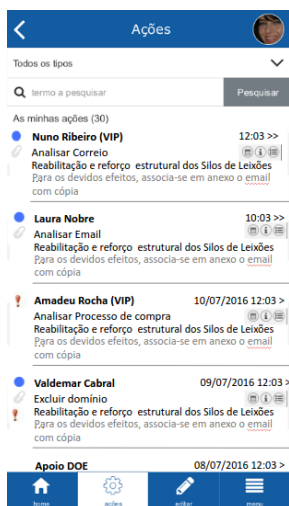 Ações
Todos os tipos
termo a pesquisar
Pesquisar
As minhas ações (30)
Nuno Ribeiro (VIP) 12:03 >>
Analisar Correio
Reabilitação e reforço estrutural dos Silos de Leixões
Para os devidos efeitos, associa-se em anexo o email
com cópia
Laura Nobre 10:03 >>
Analisar Email
Reabilitação e reforço estrutural dos Silos de Leixões
Para os devidos efeitos, associa-se em anexo o email
com cópia
Amadeu Rocha (VIP) 10/07/2016 12:03 >
Analisar Processo de compra
Reabilitação e reforço estrutural dos Silos de Leixões
Para os devidos efeitos, associa-se em anexo o email
com cópia
Valdemar Cabral 09/07/2016 12:03 >
Excluir domínio
Reabilitação e reforço estrutural dos Silos de Leixões
Para os devidos efeitos, associa-se em anexo o email
com cópia
Apoio DOE 08/07/2016 12:03 >
home ações editar menu